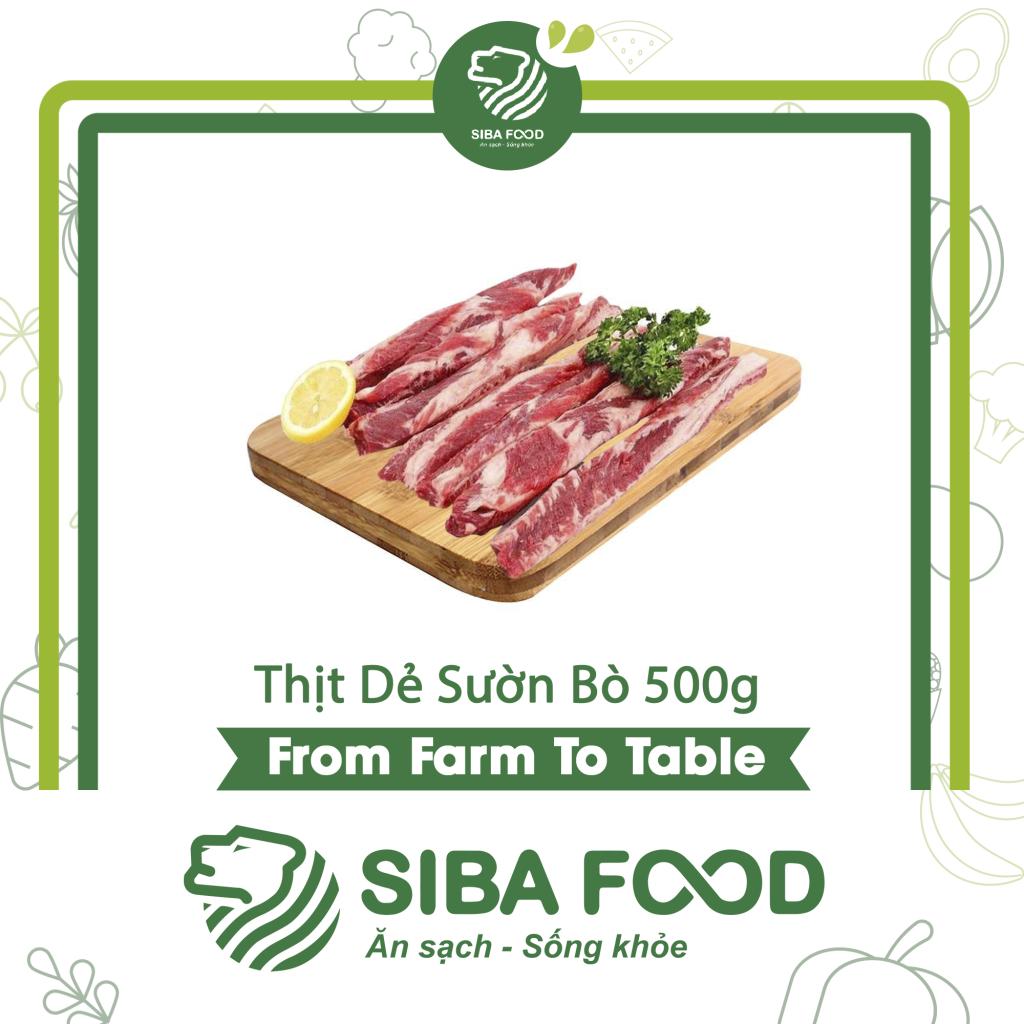 SIBA FOOD
Ăn sạch - Sống khỏe
Thịt Dẻ Sườn Bò 500g
From Farm To Table
SIBA FOOD
Ăn sạch - Sống khỏe